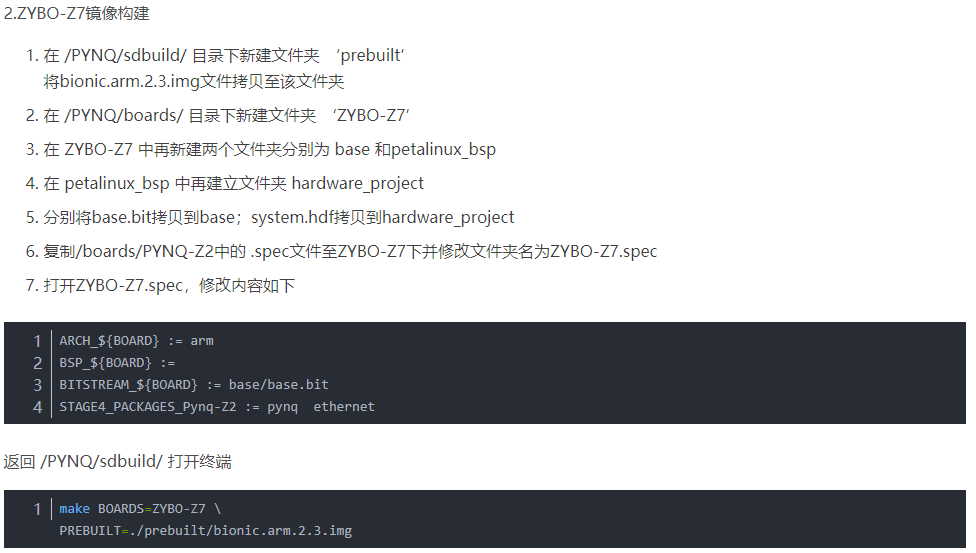 2.ZYBO-Z7镜像构建
1. 在 /PYNQ/sdbuild/ 目录下新建文件夹 ‘prebuilt’
将bionic.arm.2.3.img文件拷贝至该文件夹
2. 在 /PYNQ/boards/ 目录下新建文件夹 ‘ZYBO-Z7’
3. 在 ZYBO-Z7 中再新建两个文件夹分别为 base 和petalinux_bsp
4. 在 petalinux_bsp 中再建立文件夹 hardware_project
5. 分别将base.bit拷贝到base；system.hdf拷贝到hardware_project
6. 复制/boards/PYNQ-Z2中的 .spec文件至ZYBO-Z7下并修改文件夹名为ZYBO-Z7.spec
7. 打开ZYBO-Z7.spec，修改内容如下
1 ARCH_${BOARD} := arm
2 BSP_${BOARD} :=
3 BITSTREAM_${BOARD} := base/base.bit
4 STAGE4_PACKAGES_Pynq-Z2 := pynq  ethernet
返回 /PYNQ/sdbuild/ 打开终端
1 make BOARDS=ZYBO-Z7 \
PREBUILT=./prebuilt/bionic.arm.2.3.img